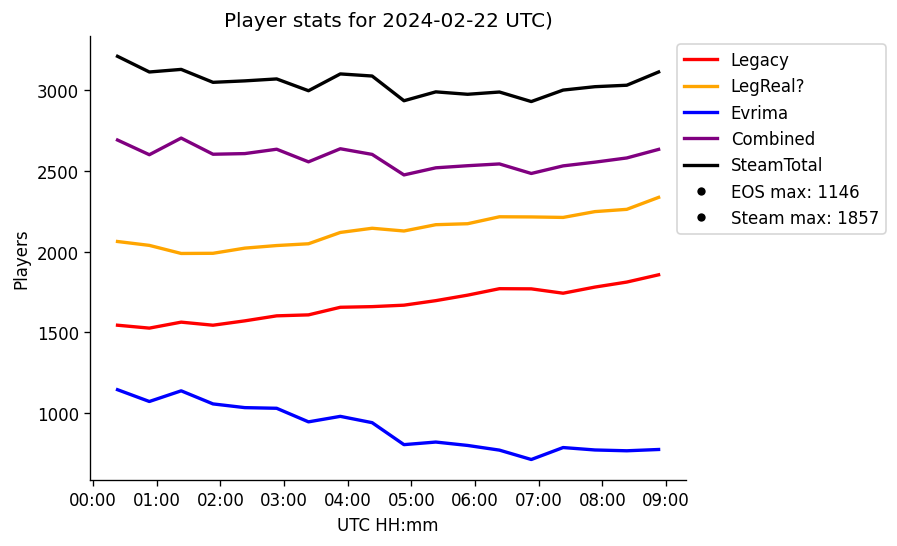 Player stats for 2024-02-22 UTC)
Legacy
LegReal?
Evrima
Combined
SteamTotal
EOS max: 1146
Steam max: 1857
Players
3000
2500
2000
1500
1000
00:00 01:00 02:00 03:00 04:00 05:00 06:00 07:00 08:00 09:00
UTC HH:mm